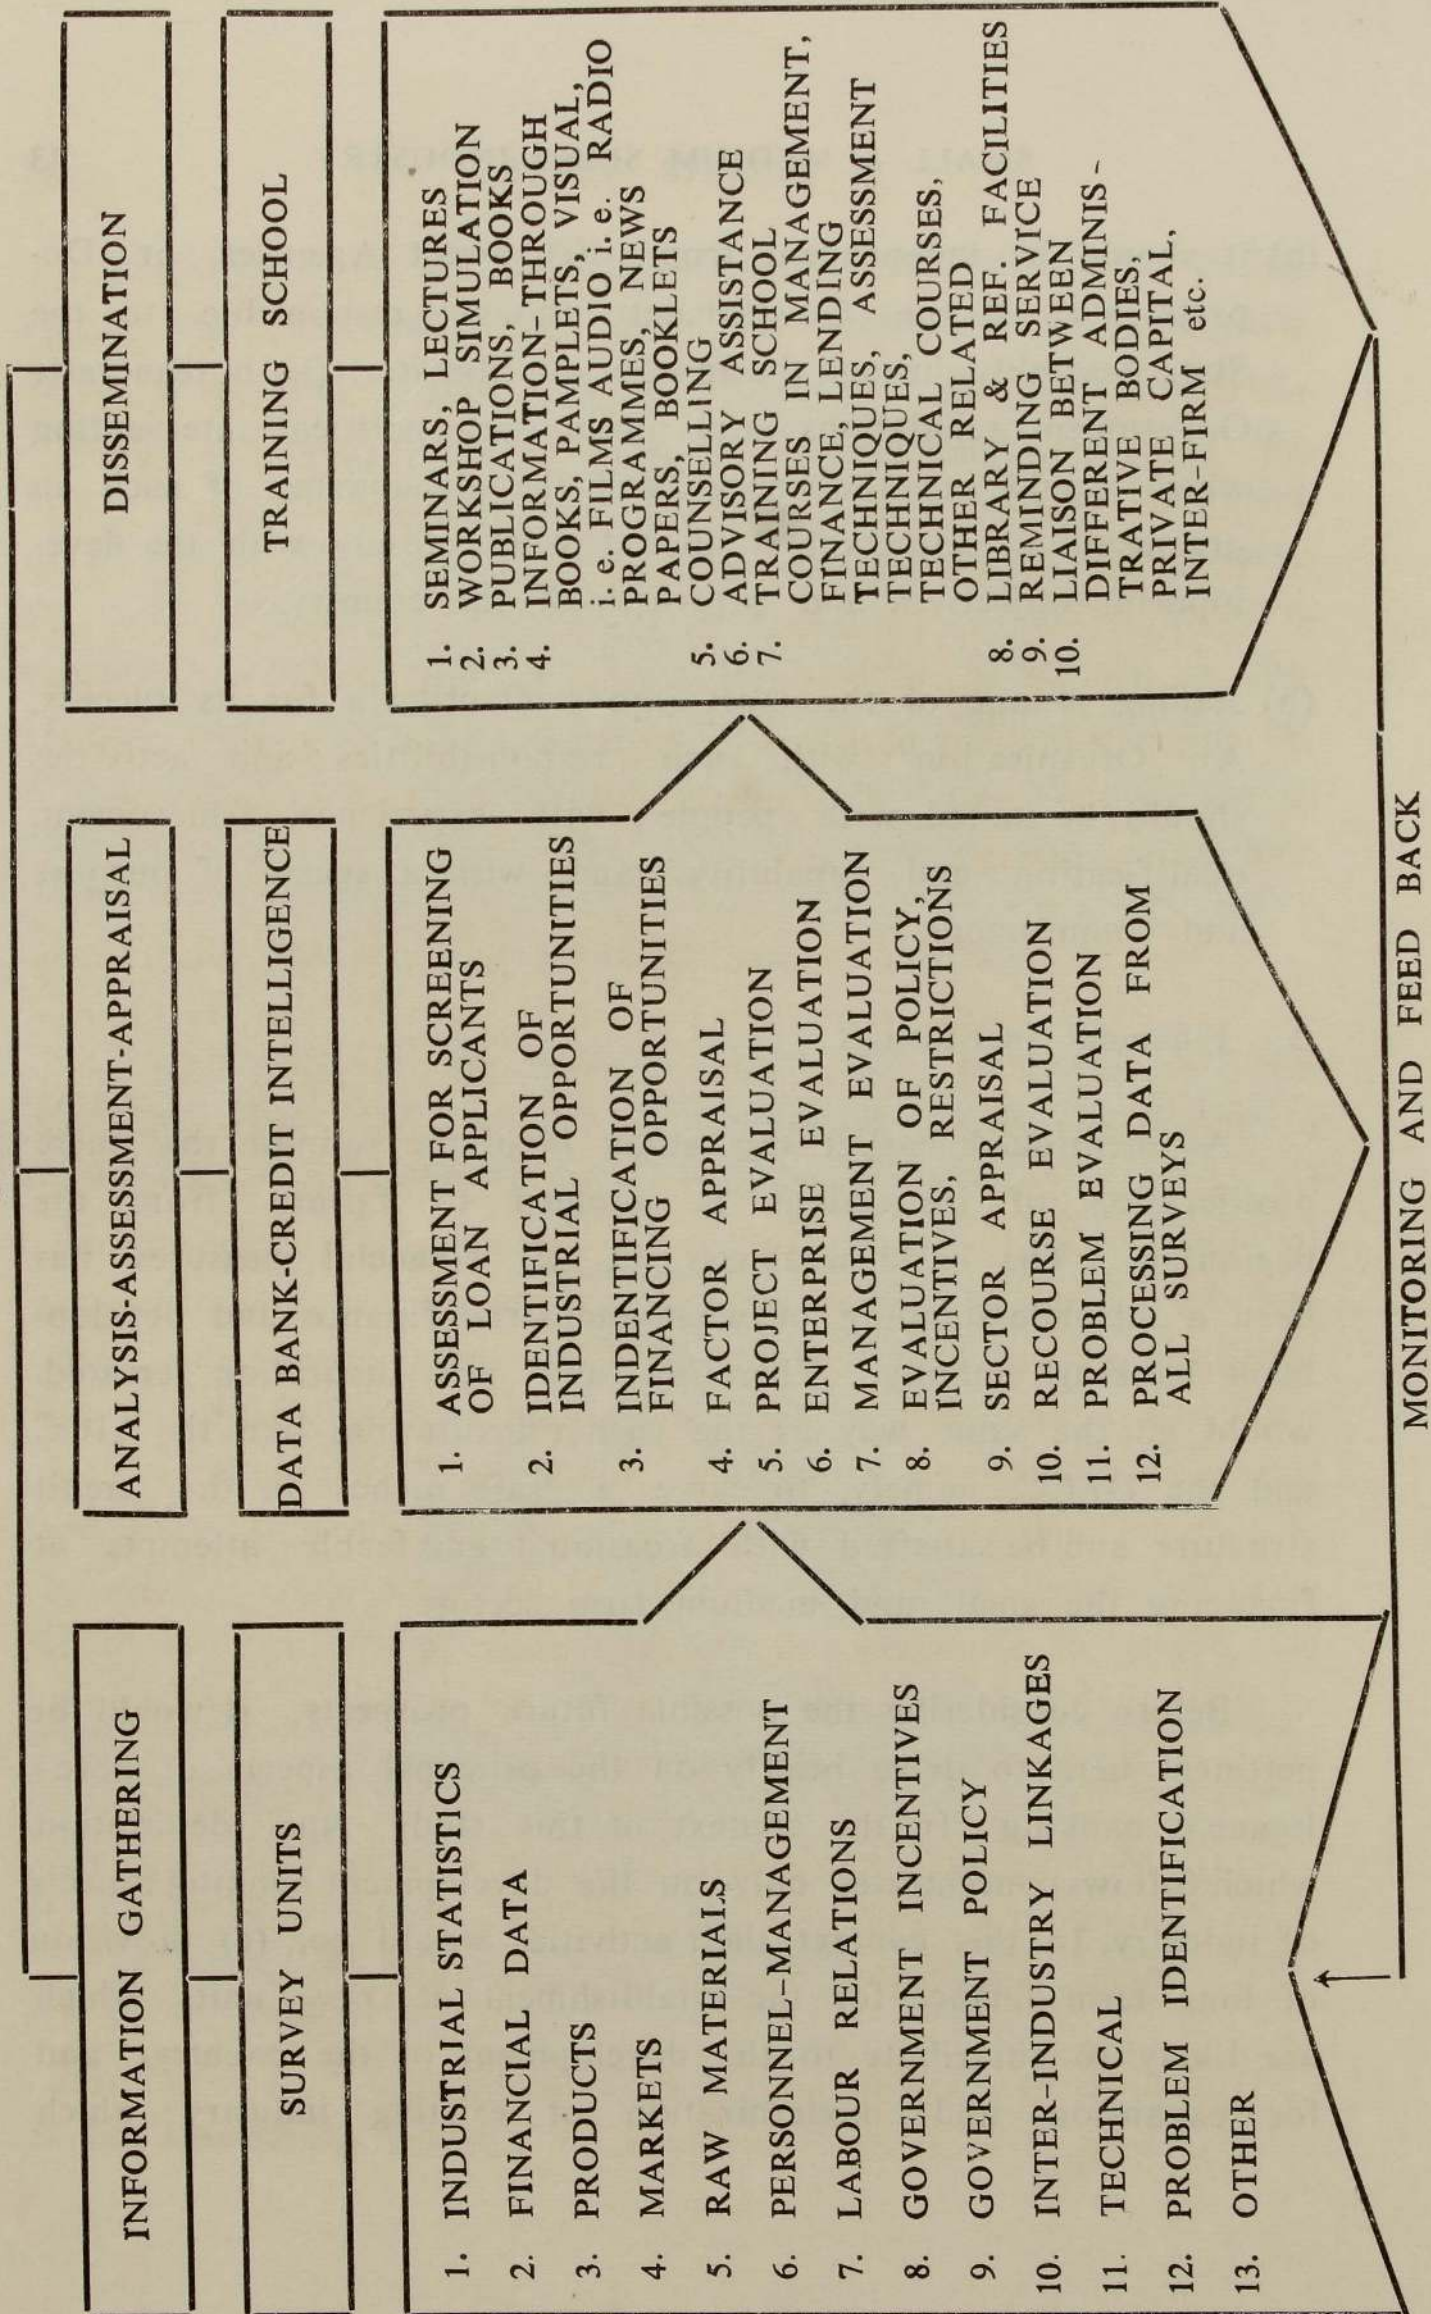 INFORMATION GATHERING
SURVEY UNITS
1. INDUSTRIAL STATISTICS
2. FINANCIAL DATA
3. PRODUCTS
4. MARKETS
5. RAW MATERIALS
6. PERSONNEL-MANAGEMENT
7. LABOUR RELATIONS
8. GOVERNMENT INCENTIVES
9. GOVERNMENT POLICY
10. INTER-INDUSTRY LINKAGES
11. TECHNICAL
12. PROBLEM IDENTIFICATION
13. OTHER
ANALYSIS-ASSESSMENT-APPRAISAL
DATA BANK-CREDIT INTELLIGENCE
1. ASSESSMENT FOR SCREENING
OF LOAN APPLICANTS
2. IDENTIFICATION OF
INDUSTRIAL OPPORTUNITIES
3. INDENTIFICATION OF
FINANCING OPPORTUNITIES
4. FACTOR APPRAISAL
5. PROJECT EVALUATION
6. ENTERPRISE EVALUATION
7. MANAGEMENT EVALUATION
8. EVALUATION OF POLICY,
INCENTIVES, RESTRICTIONS
9. SECTOR APPRAISAL
10. RECOURSE EVALUATION
11. PROBLEM EVALUATION
12. PROCESSING DATA FROM
ALL SURVEYS
DISSEMINATION
TRAINING SCHOOL
1. SEMINARS, LECTURES
2. WORKSHOP SIMULATION
3. PUBLICATIONS, BOOKS
4. INFORMATION-THROUGH
BOOKS, PAMPLETS, VISUAL,
i. e. FILMS AUDIO i. e. RADIO
PROGRAMMES, NEWS
PAPERS, BOOKLETS
5. COUNSELLING
6. ADVISORY ASSISTANCE
7. TRAINING SCHOOL
COURSES IN MANAGEMENT,
FINANCE, LENDING
TECHNIQUES, ASSESSMENT
TECHNIQUES,
TECHNICAL COURSES,
OTHER RELATED
8. LIBRARY & REF. FACILITIES
9. REMINDING SERVICE
10. LIAISON BETWEEN
DIFFERENT ADMINIS-
TRATIVE BODIES,
PRIVATE CAPITAL,
INTER-FIRM etc.
MONITORING AND FEED BACK